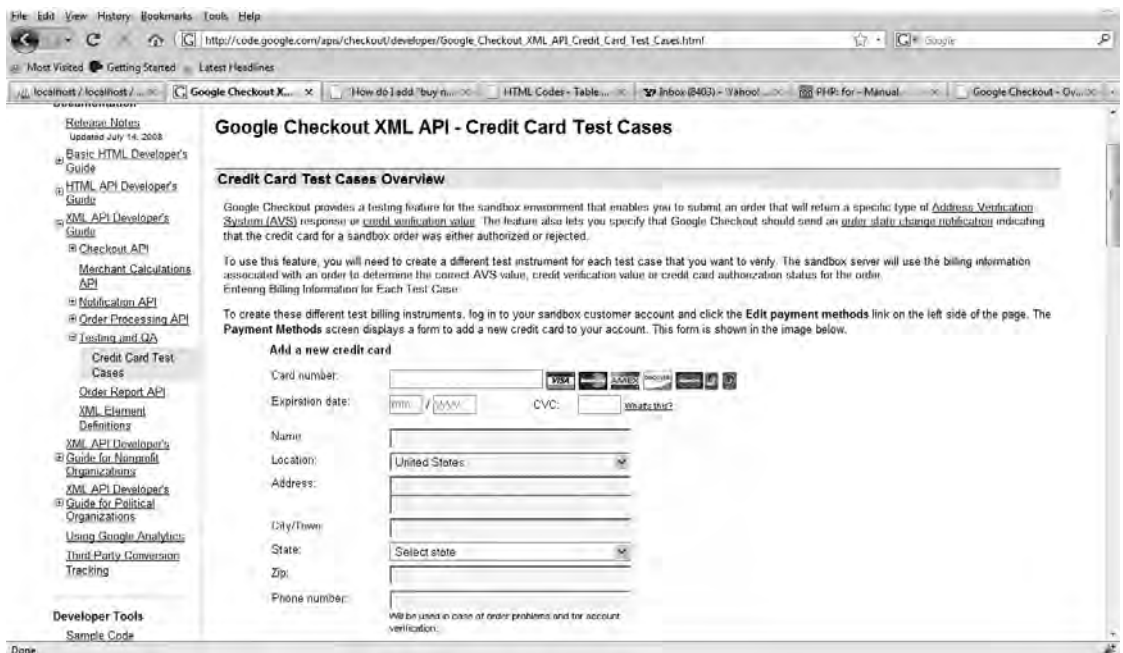 File Edit View History Bookmarks Tools Help
http://code.google.com/apis/checkout/developer/Google_Checkout_XML_API_Credit_Card_Test_Cases.html
Google
Most Visited Getting Started Latest Headlines
localhost / localhost / ... Google Checkout X... "How do I add "buy n... HTML Codes - Table ... Inbox (8403) - Yahoo! ... PHP: for - Manual Google Checkout - Ov...
Documentation
Release Notes
Updated July 14, 2008
Basic HTML Developer's
Guide
HTML API Developer's
Guide
XML API Developer's
Guide
Checkout API
Merchant Calculations
API
Notification API
Order Processing API
Testing and QA
Credit Card Test
Cases
Order Report API
XML Element
Definitions
XML API Developer's
Guide for Nonprofit
Organizations
XML API Developer's
Guide for Political
Organizations
Using Google Analytics
Third Party Conversion
Tracking
Developer Tools
Sample Code
Google Checkout XML API - Credit Card Test Cases
Credit Card Test Cases Overview
Google Checkout provides a testing feature for the sandbox environment that enables you to submit an order that will return a specific type of Address Verification
System (AVS) response or credit verification value. The feature also lets you specify that Google Checkout should send an order state change notification indicating
that the credit card for a sandbox order was either authorized or rejected.
To use this feature, you will need to create a different test instrument for each test case that you want to verify. The sandbox server will use the billing information
associated with an order to determine the correct AVS value, credit verification value or credit card authorization status for the order.
Entering Billing Information for Each Test Case
To create these different test billing instruments, log in to your sandbox customer account and click the Edit payment methods link on the left side of the page. The
Payment Methods screen displays a form to add a new credit card to your account. This form is shown in the image below.
Add a new credit card
Card number: VISA AMEX DISCOVER
Expiration date: mm / yyyy CVC: What's this?
Name:
Location: United States
Address:
City/Town:
State: Select state
Zip:
Phone number:
Will be used in case of order problems and for account
verification.
Done